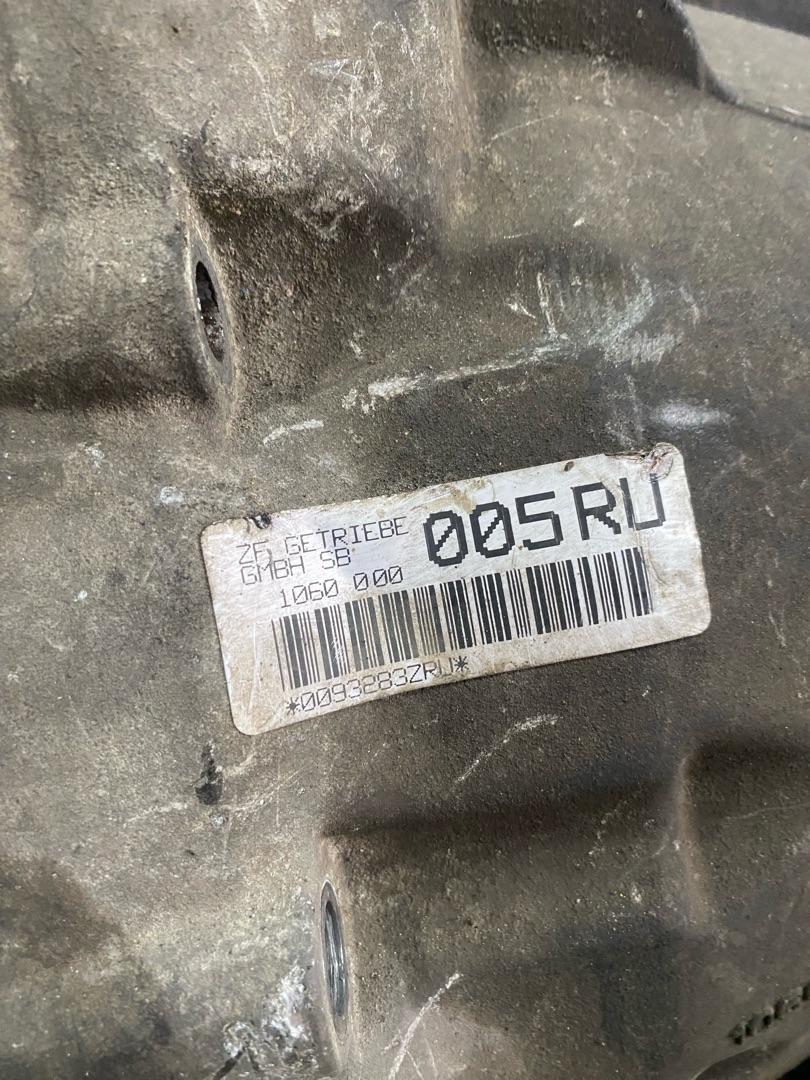 ZF GETRIEBE
GMBH SB
005RU
1060 000
*0093283ZRU*